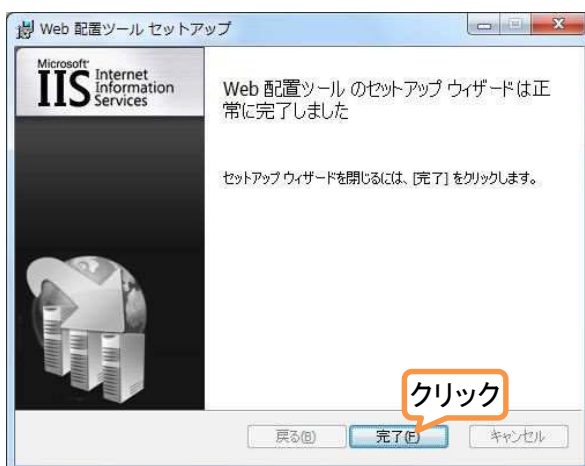 Web 配置ツール セットアップ
Microsoft
IIS Internet
Information
Services
Web 配置ツール のセットアップ ウィザードは正
常に完了しました
セットアップ ウィザードを閉じるには、[完了] をクリックします。
クリック
戻る(B)
完了(F)
キャンセル